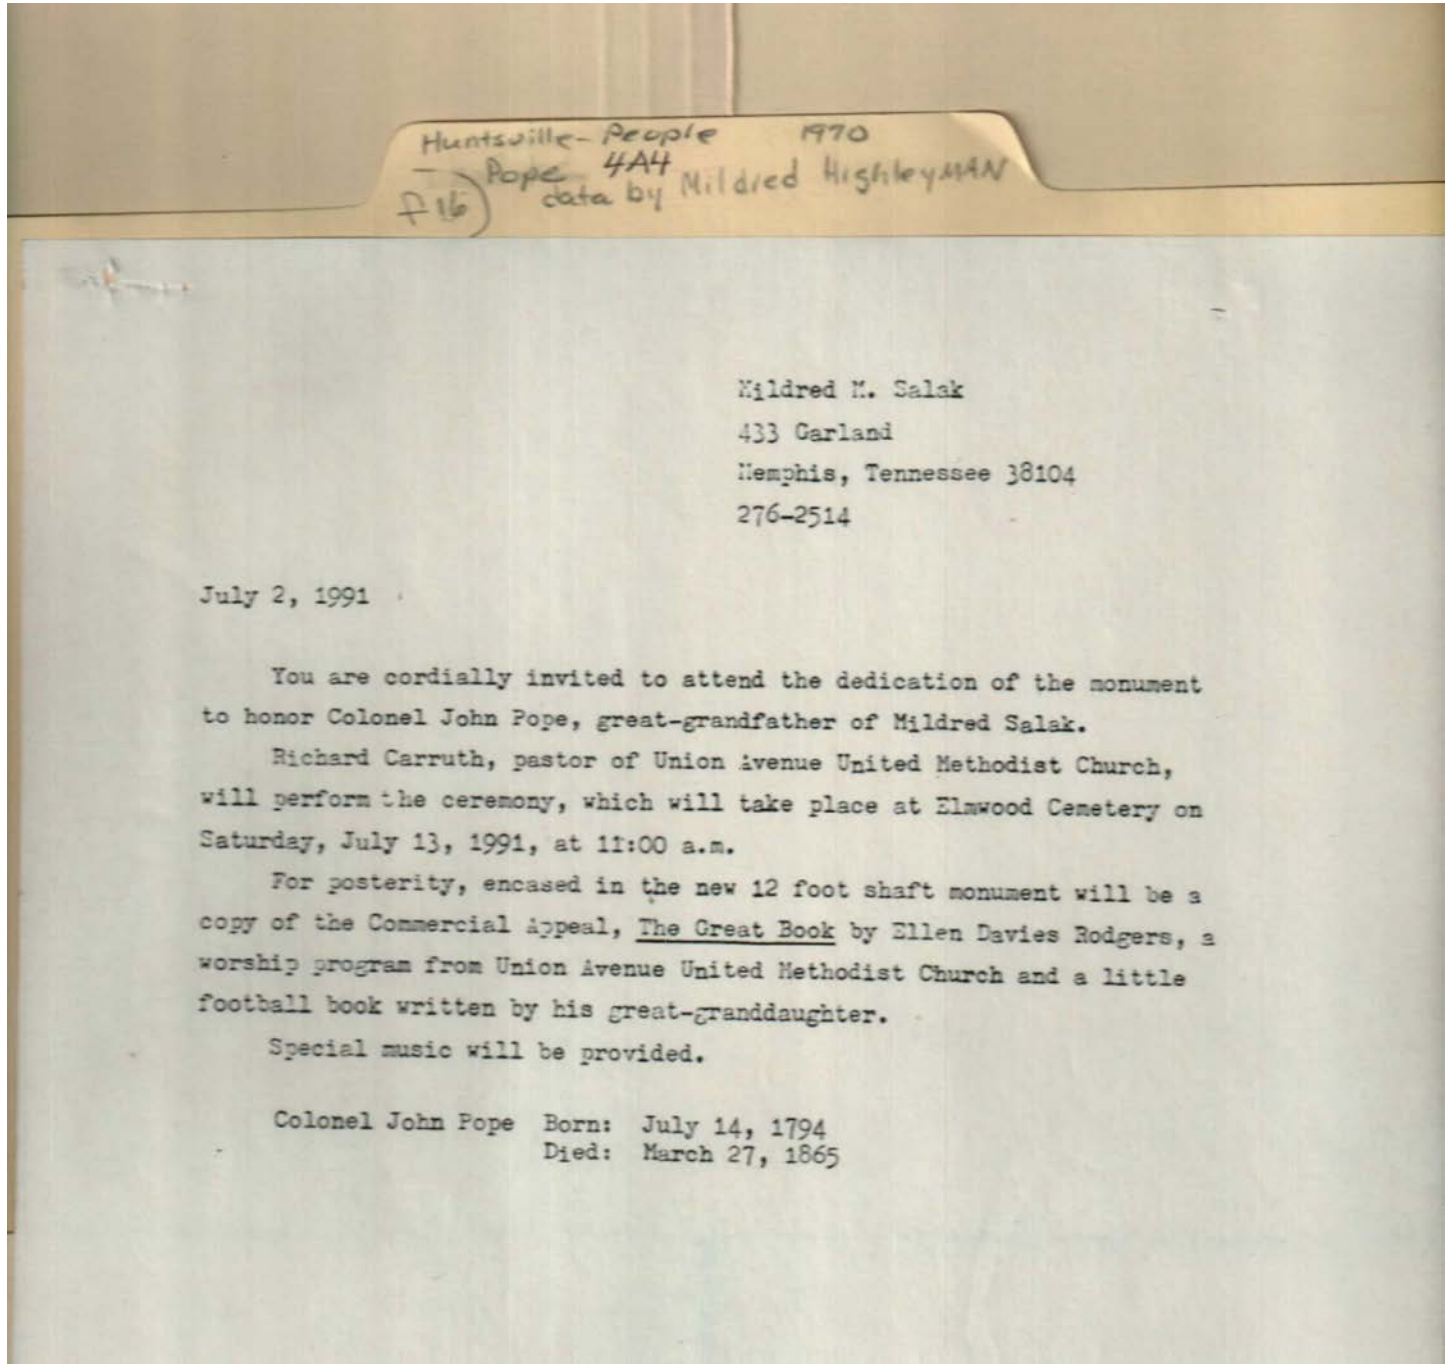 Huntsville - People 1970
- Pope 4A4
f16) data by Mildred HighleyMAN
Mildred M. Salak
433 Garland
Memphis, Tennessee 38104
276-2514
July 2, 1991
You are cordially invited to attend the dedication of the monument
to honor Colonel John Pope, great-grandfather of Mildred Salak.
Richard Carruth, pastor of Union Avenue United Methodist Church,
will perform the ceremony, which will take place at Elmwood Cemetery on
Saturday, July 13, 1991, at 11:00 a.m.
For posterity, encased in the new 12 foot shaft monument will be a
copy of the Commercial Appeal, The Great Book by Ellen Davies Rodgers, a
worship program from Union Avenue United Methodist Church and a little
football book written by his great-granddaughter.
Special music will be provided.
Colonel John Pope Born: July 14, 1794
Died: March 27, 1865